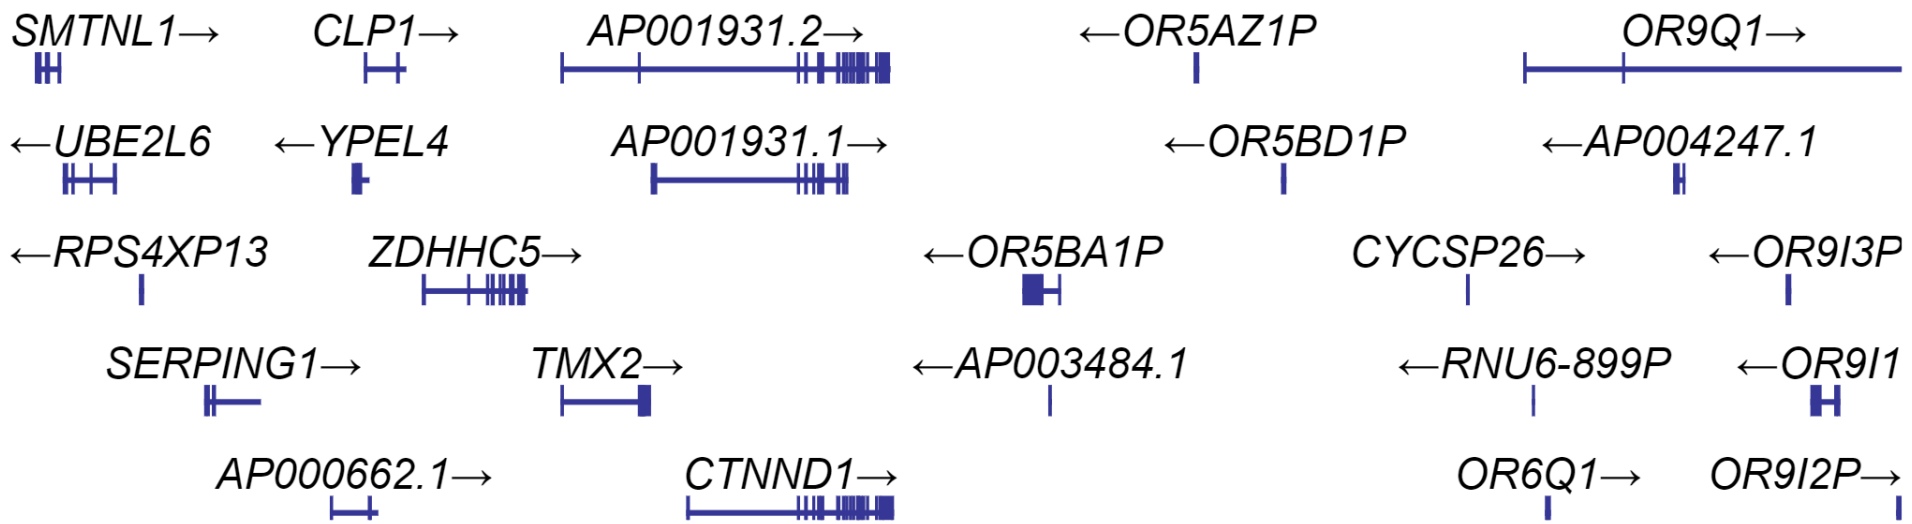 SMTNL1→ CLP1→ AP001931.2→ ←OR5AZ1P OR9Q1→
←UBE2L6 ←YPEL4 AP001931.1→ ←OR5BD1P ←AP004247.1
←RPS4XP13 ZDHHC5→ ←OR5BA1P CYCSP26→ ←OR9I3P
SERPING1→ TMX2→ ←AP003484.1 ←RNU6-899P ←OR9I1
AP000662.1→ CTNND1→ OR6Q1→ OR9I2P→